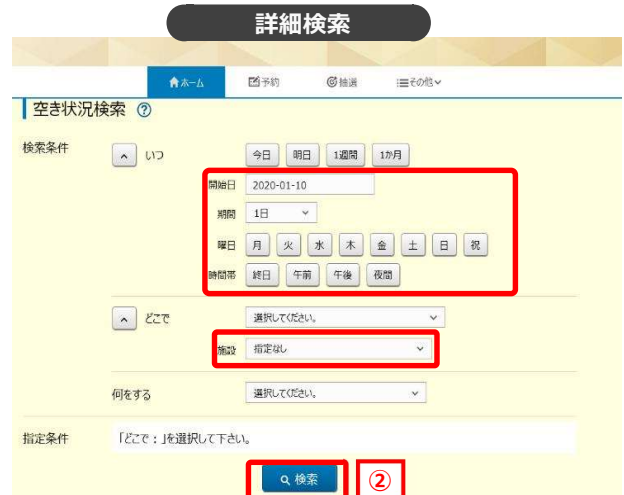 詳細検索
ホーム 予約 抽選 その他
空き状況検索 ?
検索条件 いつ 今日 明日 1週間 1か月
開始日 2020-01-10
期間 1日
曜日 月 火 水 木 金 土 日 祝
時間帯 終日 午前 午後 夜間
どこで 選択してください。
施設 指定なし
何をする 選択してください。
指定条件 「どこで：」を選択して下さい。
検索 ②